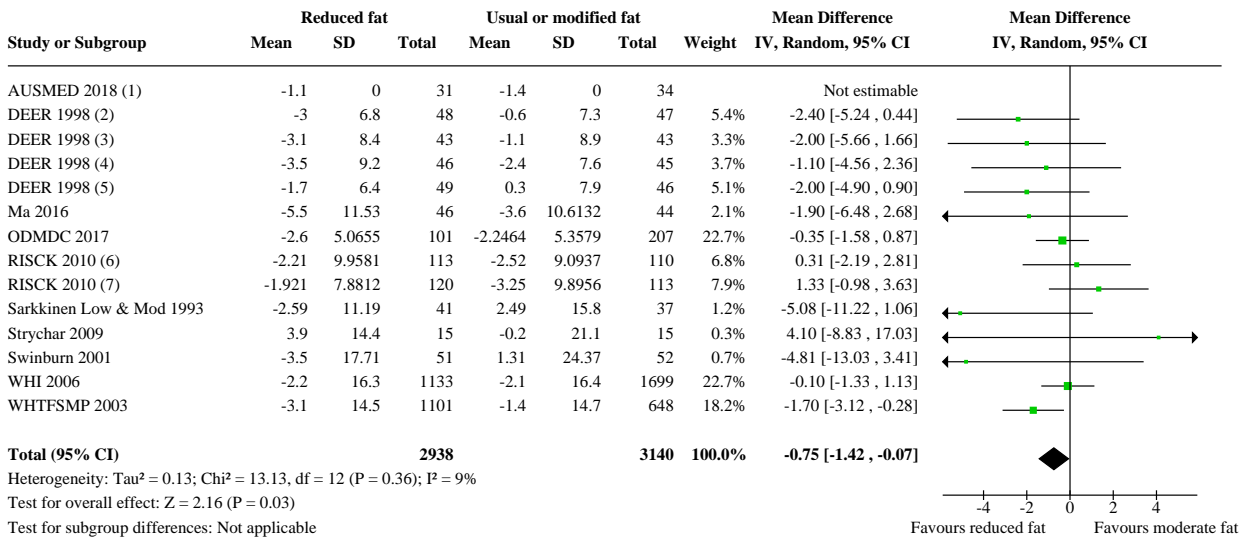 Reduced fat Usual or modified fat Mean Difference Mean Difference
Study or Subgroup Mean SD Total Mean SD Total Weight IV, Random, 95% CI IV, Random, 95% CI
AUSMED 2018 (1) -1.1 0 31 -1.4 0 34 Not estimable
DEER 1998 (2) -3 6.8 48 -0.6 7.3 47 5.4% -2.40 [-5.24 , 0.44]
DEER 1998 (3) -3.1 8.4 43 -1.1 8.9 43 3.3% -2.00 [-5.66 , 1.66]
DEER 1998 (4) -3.5 9.2 46 -2.4 7.6 45 3.7% -1.10 [-4.56 , 2.36]
DEER 1998 (5) -1.7 6.4 49 0.3 7.9 46 5.1% -2.00 [-4.90 , 0.90]
Ma 2016 -5.5 11.53 46 -3.6 10.6132 44 2.1% -1.90 [-6.48 , 2.68]
ODMDC 2017 -2.6 5.0655 101 -2.2464 5.3579 207 22.7% -0.35 [-1.58 , 0.87]
RISCK 2010 (6) -2.21 9.9581 113 -2.52 9.0937 110 6.8% 0.31 [-2.19 , 2.81]
RISCK 2010 (7) -1.921 7.8812 120 -3.25 9.8956 113 7.9% 1.33 [-0.98 , 3.63]
Sarkkinen Low & Mod 1993 -2.59 11.19 41 2.49 15.8 37 1.2% -5.08 [-11.22 , 1.06]
Strychar 2009 3.9 14.4 15 -0.2 21.1 15 0.3% 4.10 [-8.83 , 17.03]
Swinburn 2001 -3.5 17.71 51 1.31 24.37 52 0.7% -4.81 [-13.03 , 3.41]
WHI 2006 -2.2 16.3 1133 -2.1 16.4 1699 22.7% -0.10 [-1.33 , 1.13]
WHTFSMP 2003 -3.1 14.5 1101 -1.4 14.7 648 18.2% -1.70 [-3.12 , -0.28]
Total (95% CI) 2938 3140 100.0% -0.75 [-1.42 , -0.07]
Heterogeneity: Tau² = 0.13; Chi² = 13.13, df = 12 (P = 0.36); I² = 9%
Test for overall effect: Z = 2.16 (P = 0.03)
Test for subgroup differences: Not applicable
-4 -2 0 2 4
Favours reduced fat Favours moderate fat